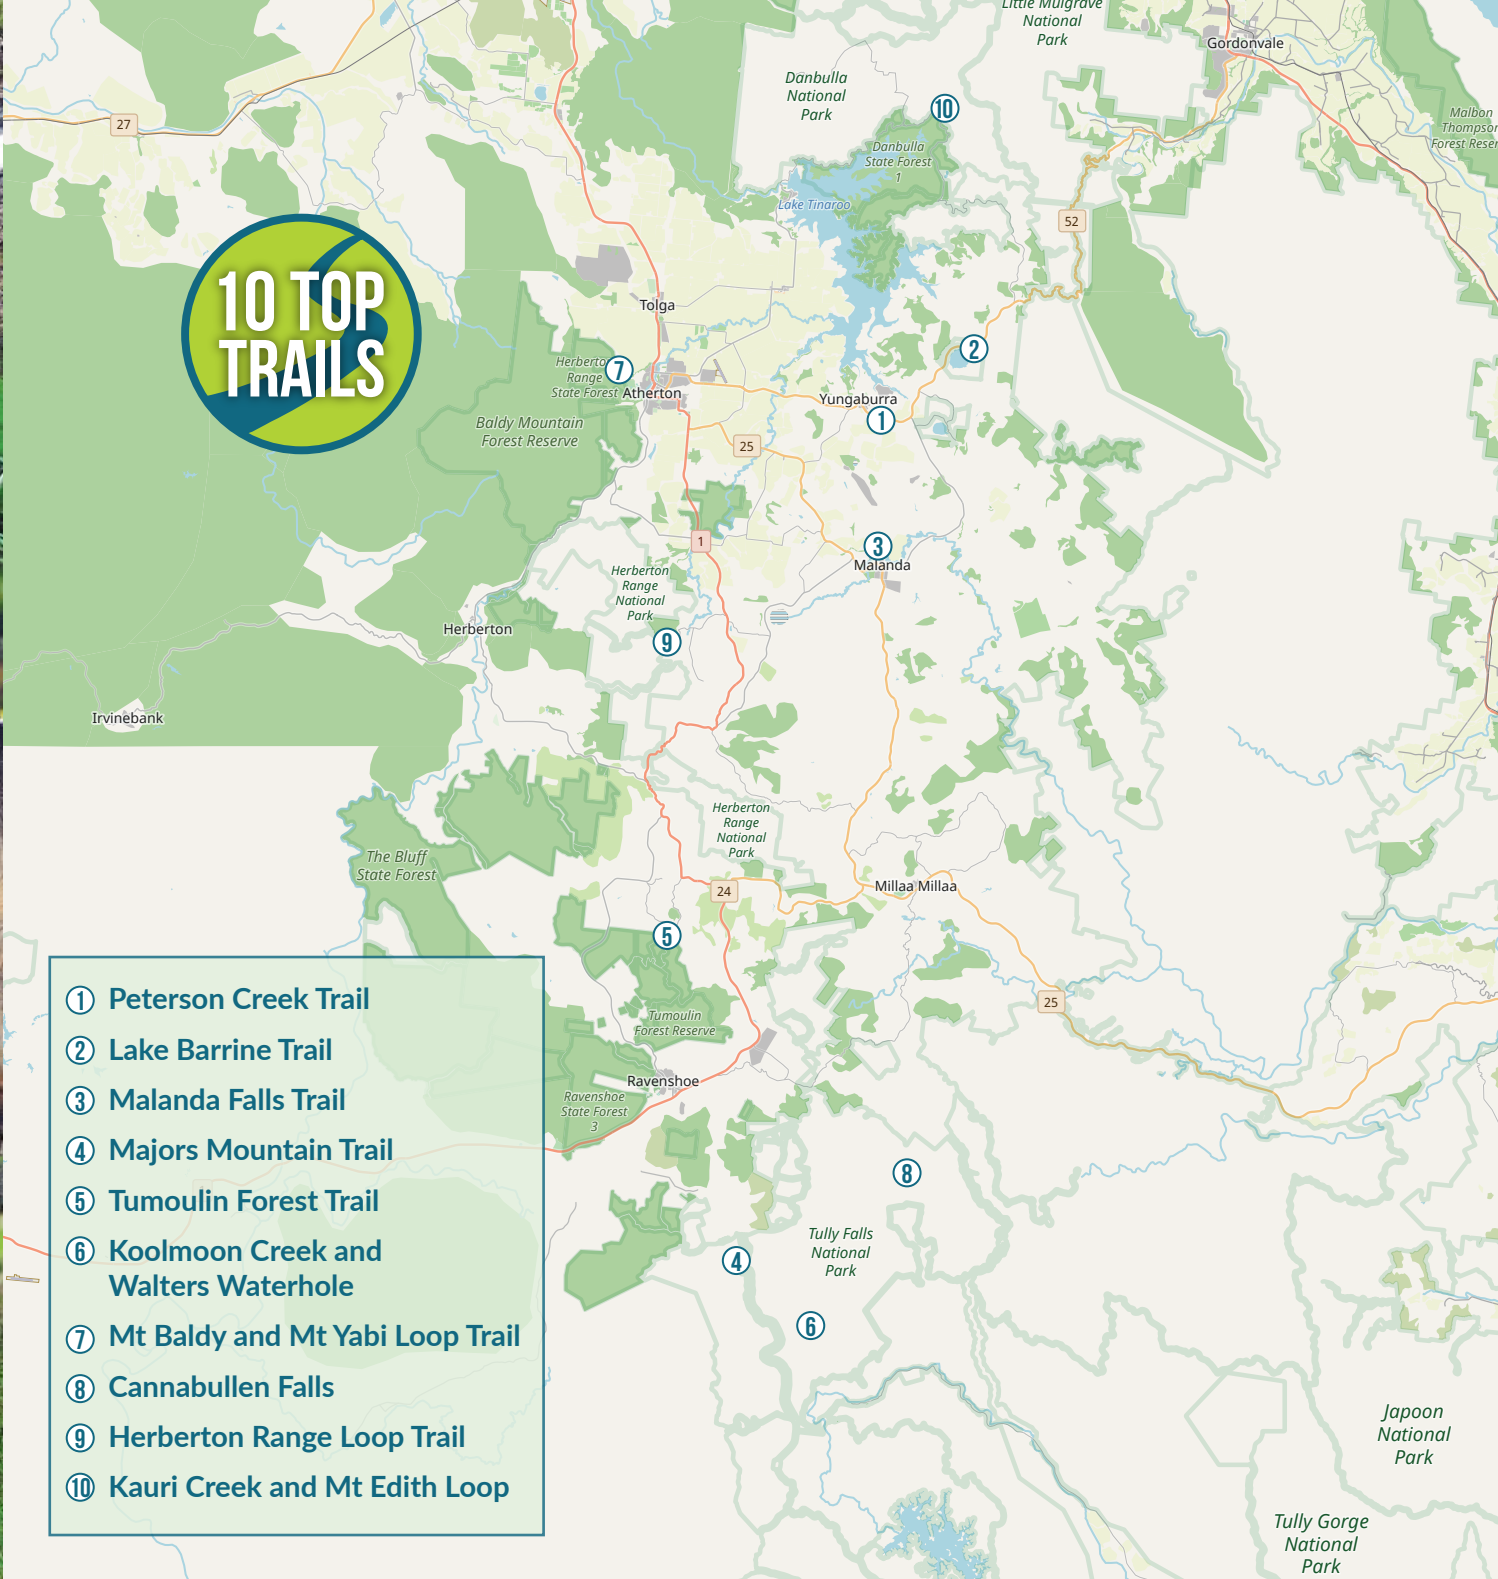 Little Mulgrave
National
Park
Gordonvale
Danbulla
National
Park
10
27
Malbon
Thompson
Forest Reser
Danbulla
State Forest
1
Lake Tinaroo
52
10 TOP
TRAILS
Tolga
2
Herberto
Range
State Forest
7
Atherton
Yungaburra
1
Baldy Mountain
Forest Reserve
25
1
3
Malanda
Herberton
Range
National
Park
Herberton
9
Irvinebank
Herberton
Range
National
Park
The Bluff
State Forest
24
Millaa Millaa
5
25
Tumoulin
Forest Reserve
Ravenshoe
Ravenshoe
State Forest
3
8
Tully Falls
National
Park
4
6
Japoon
National
Park
Tully Gorge
National
Park
1 Peterson Creek Trail
2 Lake Barrine Trail
3 Malanda Falls Trail
4 Majors Mountain Trail
5 Tumoulin Forest Trail
6 Koolmoon Creek and
Walters Waterhole
7 Mt Baldy and Mt Yabi Loop Trail
8 Cannabullen Falls
9 Herberton Range Loop Trail
10 Kauri Creek and Mt Edith Loop